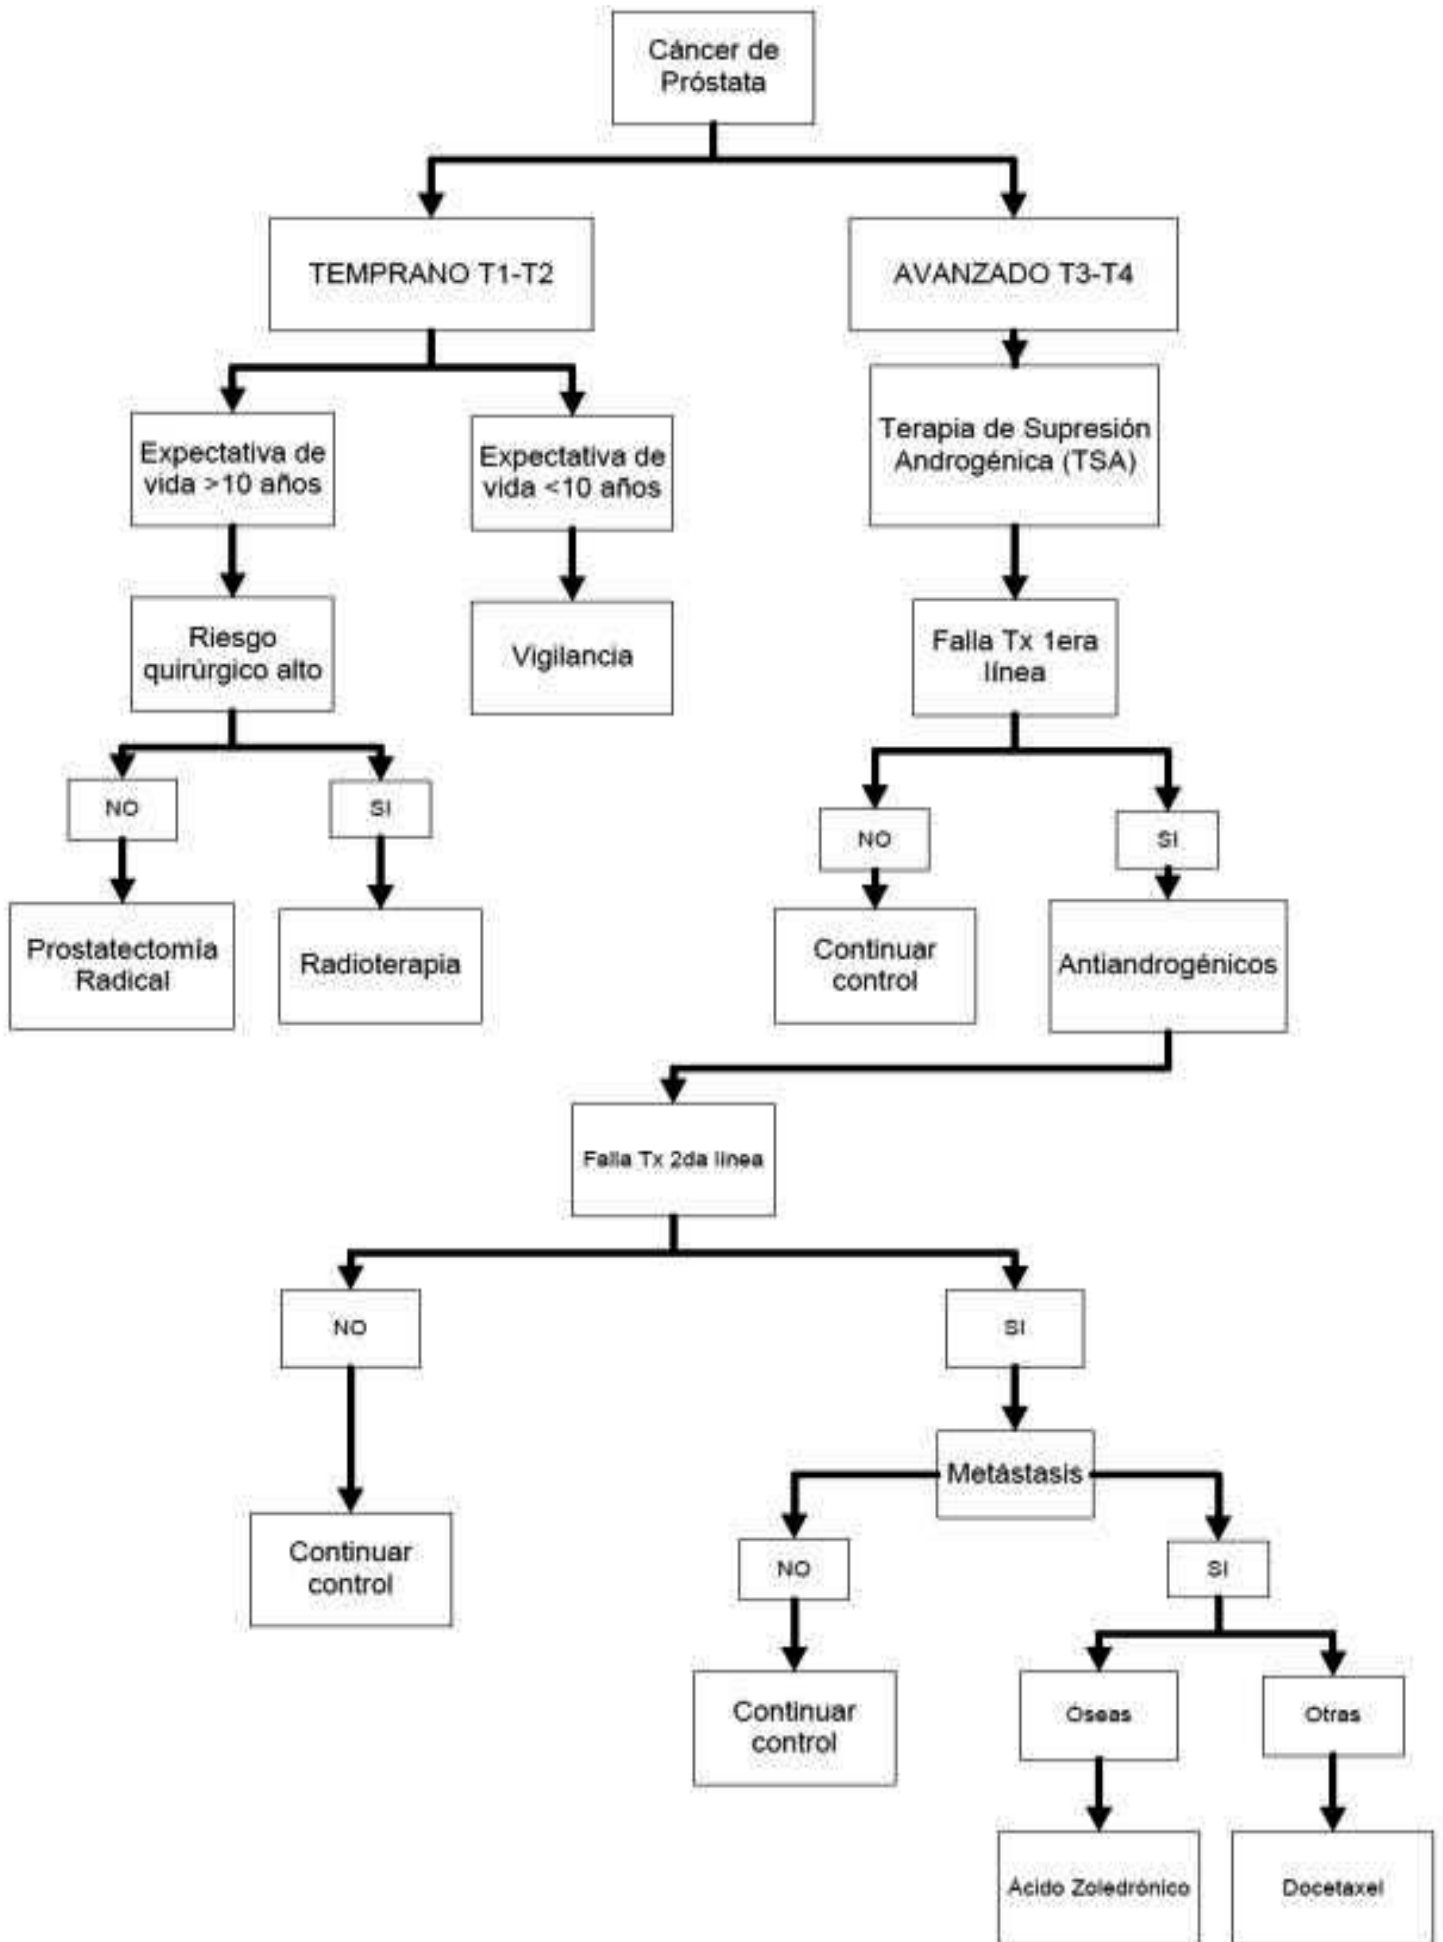 Cáncer de
Próstata
TEMPRANO T1-T2
AVANZADO T3-T4
Expectativa de
vida >10 años
Expectativa de
vida <10 años
Terapia de Supresión
Androgénica (TSA)
Riesgo
quirúrgico alto
Vigilancia
Falla Tx 1era
línea
NO
SI
NO
SI
Prostatectomía
Radical
Radioterapia
Continuar
control
Antiandrogénicos
Falla Tx 2da línea
NO
SI
Continuar
control
Metástasis
NO
SI
Continuar
control
Óseas
Otras
Ácido Zoledrónico
Docetaxel